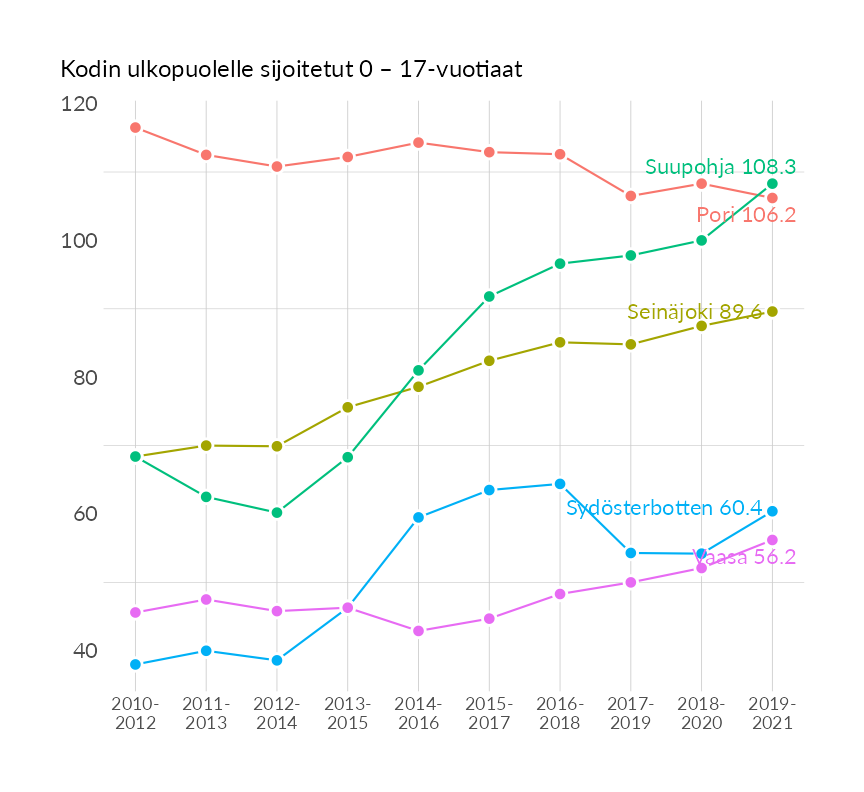 Kodin ulkopuolelle sijoitetut 0 – 17-vuotiaat
120
Suupohja 108.3
Pori 106.2
100
Seinäjoki 89.6
80
60
Sydösterbotten 60.4
Vaasa 56.2
40
2010- 2011- 2012- 2013- 2014- 2015- 2016- 2017- 2018- 2019-
2012 2013 2014 2015 2016 2017 2018 2019 2020 2021